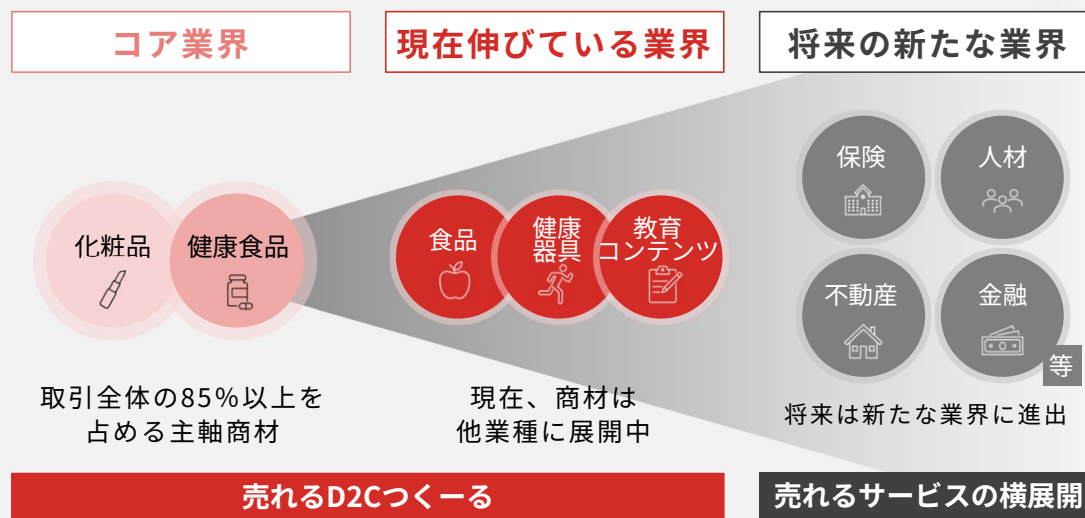 コア業界
現在伸びている業界
将来の新たな業界
化粧品
健康食品
食品
健康
器具
教育
コンテンツ
保険
人材
不動産
金融
等
取引全体の85%以上を
占める主軸商材
現在、商材は
他業種に展開中
将来は新たな業界に進出
売れるD2Cつくーる
売れるサービスの横展開